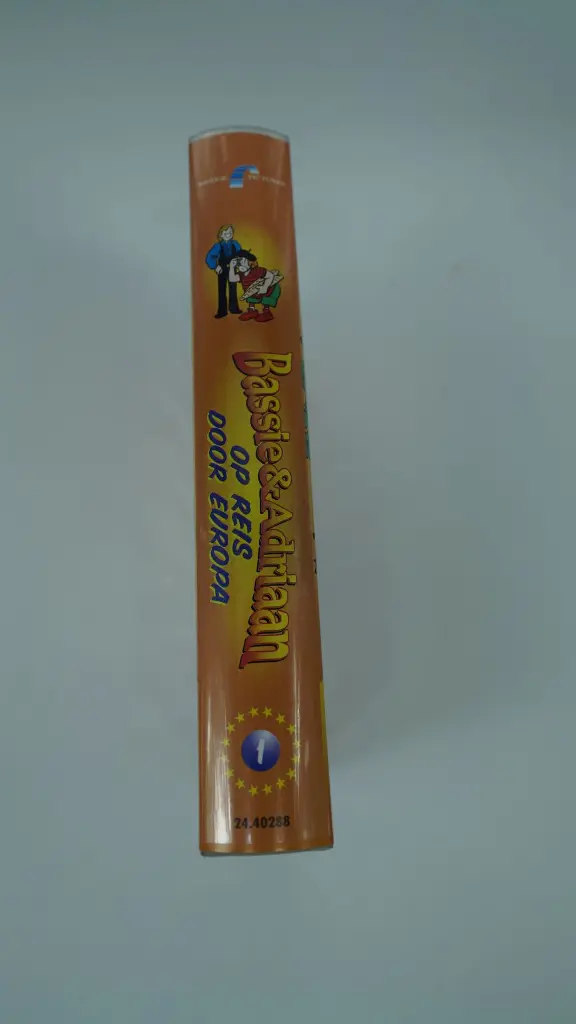 Bassie & Adriaan
OP REIS
DOOR EUROPA
1
24.40288